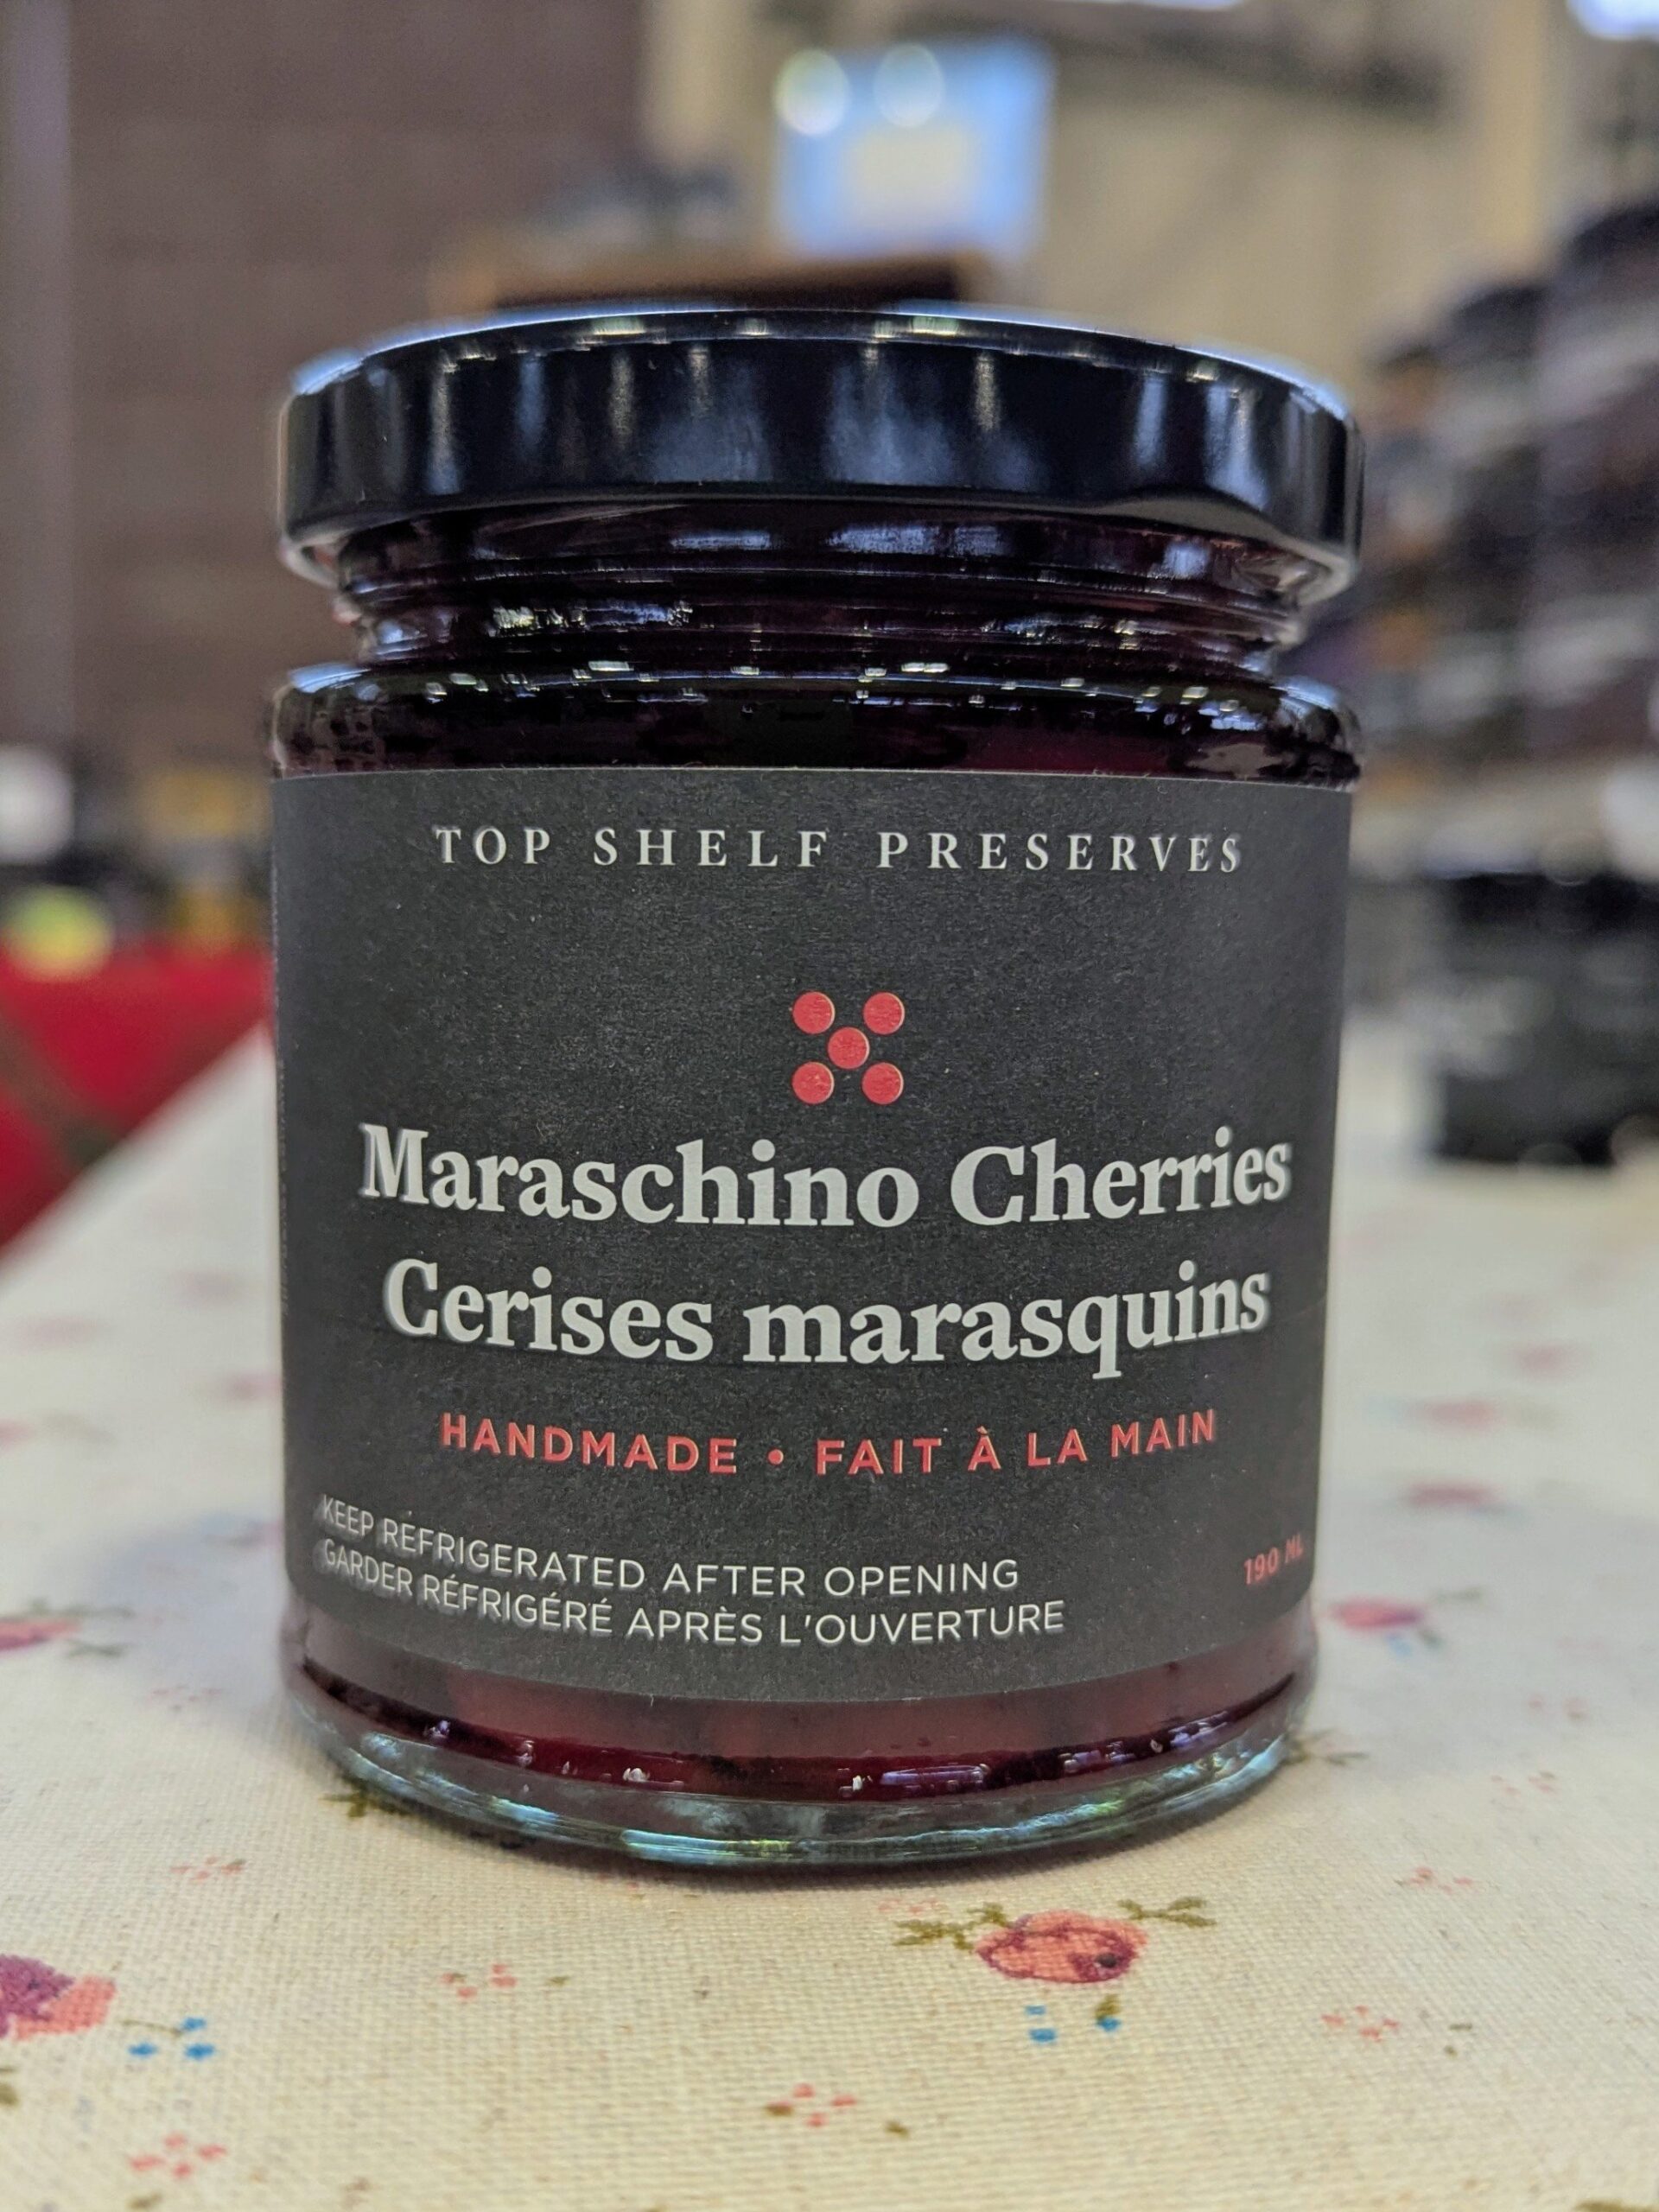 TOP SHELF PRESERVES
Maraschino Cherries
Cerises marasquins
HANDMADE • FAIT À LA MAIN
KEEP REFRIGERATED AFTER OPENING
GARDER RÉFRIGÉRÉ APRÈS L'OUVERTURE
190 ML